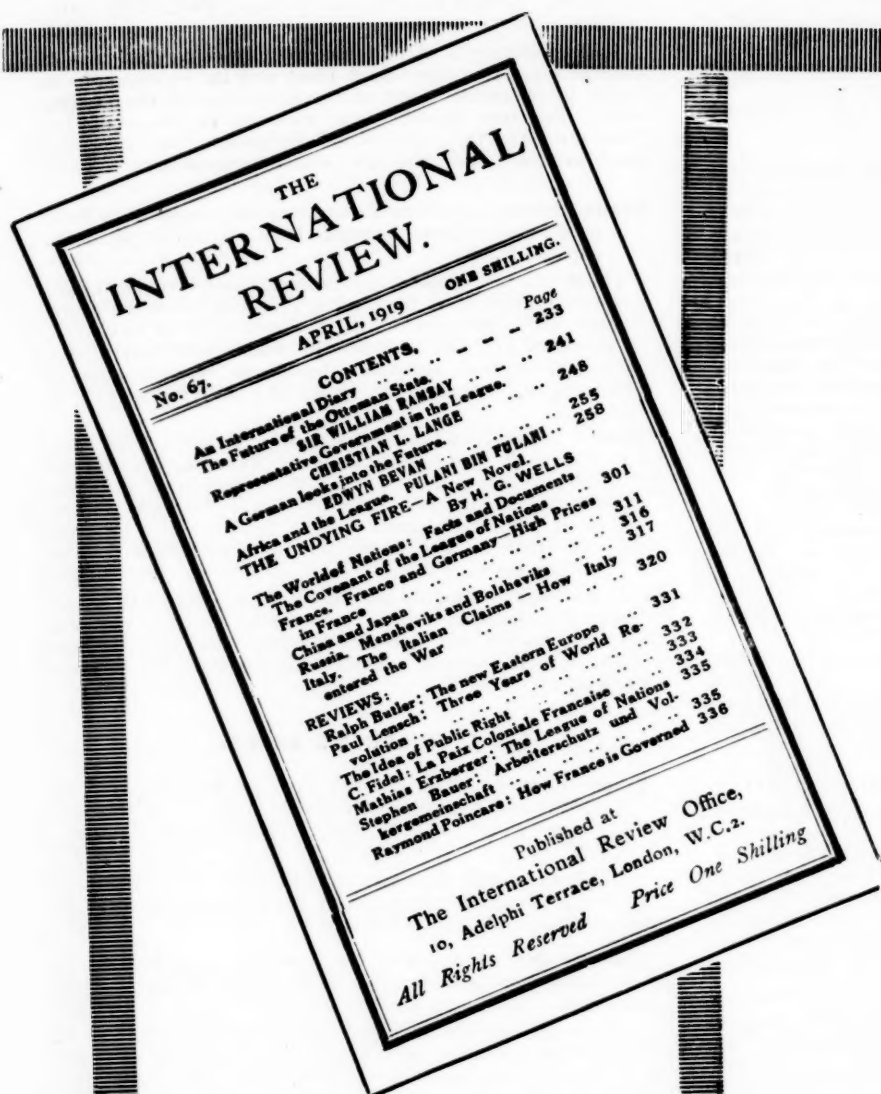 THE
INTERNATIONAL
REVIEW.
No. 67. APRIL, 1919 ONE SHILLING.
CONTENTS. Page
An International Diary .. .. .. – – – 233
The Future of the Ottoman State.
SIR WILLIAM RAMSAY .. – .. 241
Representative Government in the League.
CHRISTIAN L. LANGE .. .. .. 248
A German looks into the Future.
EDWYN BEVAN .. .. .. .. .. .. 255
Africa and the League. FULANI BIN FULANI .. 258
THE UNDYING FIRE—A New Novel.
By H. G. WELLS
The World of Nations: Facts and Documents
The Covenant of the League of Nations .. 301
France. France and Germany—High Prices
in France .. .. .. .. .. .. .. 311
China and Japan .. .. .. .. .. .. 316
Russia. Mensheviks and Bolsheviks .. .. 317
Italy. The Italian Claims — How Italy
entered the War .. .. .. .. .. .. 320
REVIEWS:
Ralph Butler: The new Eastern Europe .. 331
Paul Lensch: Three Years of World Re-
volution .. .. .. .. .. .. .. .. 332
The Idea of Public Right .. .. .. .. .. 333
C. Fidel: La Paix Coloniale Francaise .. .. 334
Mathias Erzberger: The League of Nations 335
Stephen Bauer: Arbeiterschutz und Vol-
kergemeinschaft .. .. .. .. .. .. 335
Raymond Poincare: How France is Governed 336
Published at
The International Review Office,
10, Adelphi Terrace, London, W.C.2.
All Rights Reserved Price One Shilling